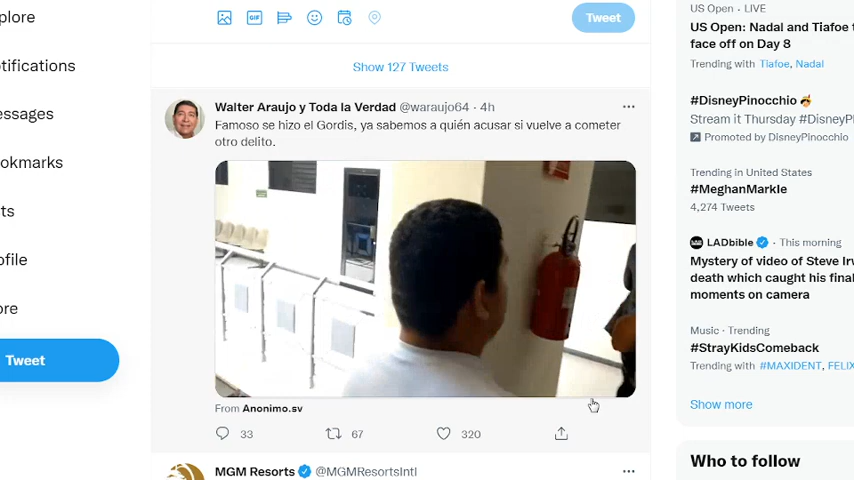 plore
otifications
essages
okmarks
ts
ofile
ore
Tweet
GIF
Tweet
Show 127 Tweets
Walter Araujo y Toda la Verdad @waraujo64 · 4h
Famoso se hizo el Gordis, ya sabemos a quién acusar si vuelve a cometer
otro delito.
From Anonimo.sv
33
67
320
MGM Resorts @MGMResortsIntl
US Open · LIVE
US Open: Nadal and Tiafoe t
face off on Day 8
Trending with Tiafoe, Nadal
#DisneyPinocchio
Stream it Thursday #DisneyP
Promoted by DisneyPinocchio
Trending in United States
#MeghanMarkle
4,274 Tweets
LADbible · This morning
Mystery of video of Steve Irv
death which caught his final
moments on camera
Music · Trending
#StrayKidsComeback
Trending with #MAXIDENT, FELIX
Show more
Who to follow